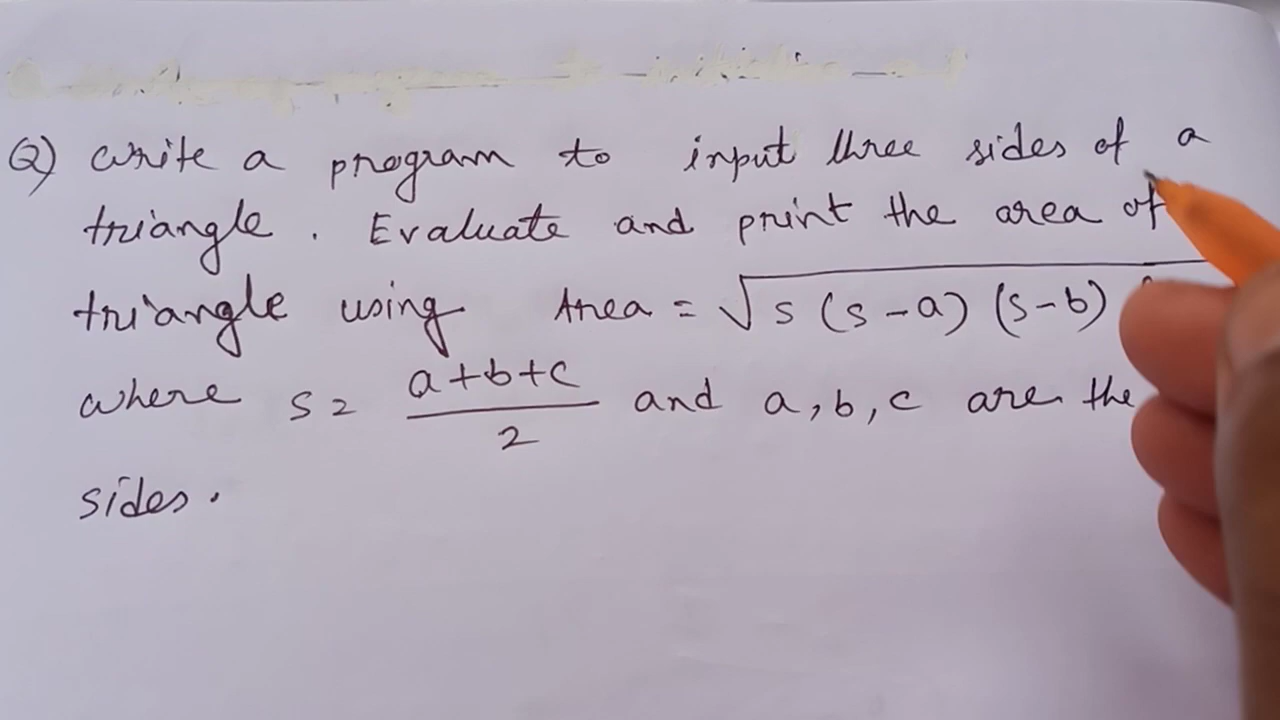 Q) Write a program to input three sides of a
triangle. Evaluate and print the area of
triangle using Area = √s (s-a) (s-b)
where s = a+b+c/2 and a, b, c are the
sides.